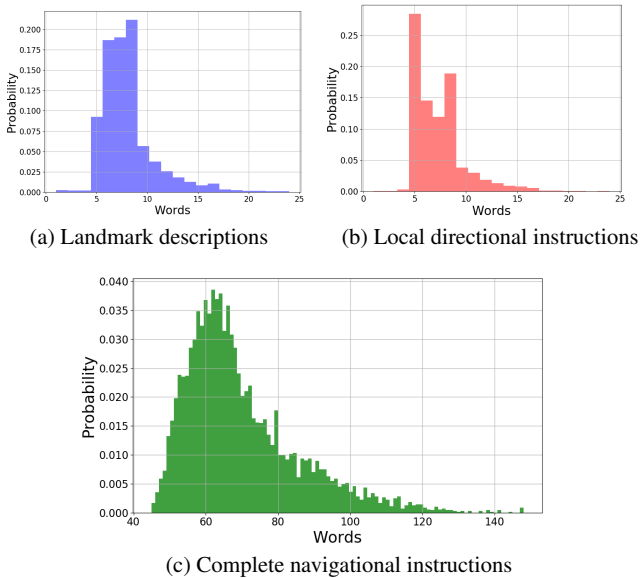 0.200
0.175
0.150
0.125
0.100
0.075
0.050
0.025
0.000
Probability
0 5 10 15 20 25
Words
(a) Landmark descriptions
0.25
0.20
0.15
0.10
0.05
0.00
Probability
0 5 10 15 20 25
Words
(b) Local directional instructions
0.040
0.035
0.030
0.025
0.020
0.015
0.010
0.005
0.000
Probability
40 60 80 100 120 140
Words
(c) Complete navigational instructions